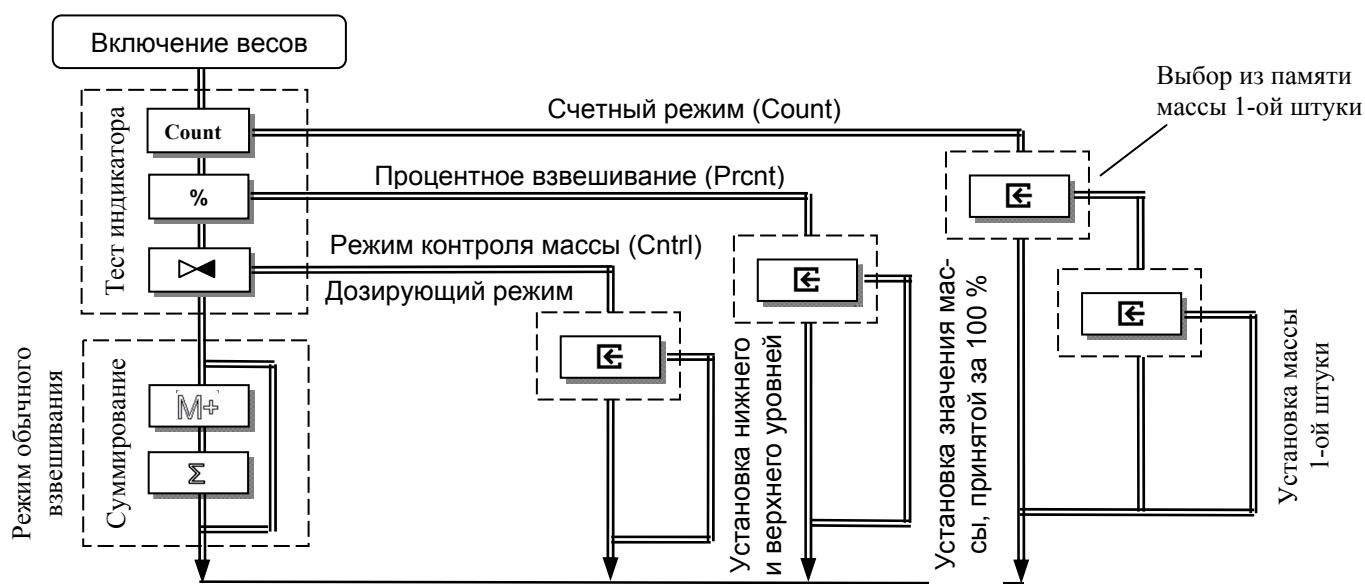 Включение весов
Выбор из памяти
массы 1-ой штуки
Счетный режим (Count)
Count
Процентное взвешивание (Prcnt)
%
Режим контроля массы (Cntrl)
Дозирующий режим
Тест индикатора
Режим обычного
взвешивания
Суммирование
M+
Σ
Установка нижнего
и верхнего уровней
Установка значения мас-
сы, принятой за 100 %
Установка массы
1-ой штуки